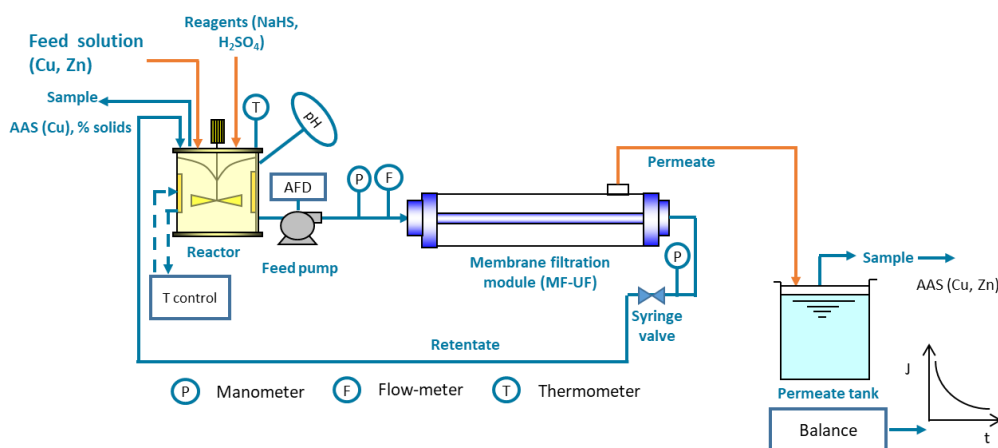 Reagents (NaHS,
H₂SO₄)
Feed solution
(Cu, Zn)
Sample
AAS (Cu), % solids
T
pH
Permeate
AFD
P
F
Reactor
Feed pump
Membrane filtration
module (MF-UF)
P
T control
Syringe
valve
Sample
AAS (Cu, Zn)
Retentate
P Manometer
F Flow-meter
T Thermometer
Permeate tank
Balance
J
t